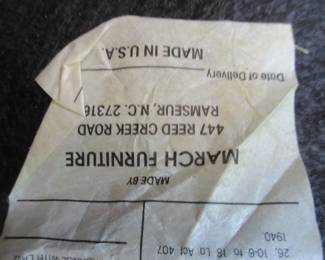 26, 10-6 to 18 La Act 407
1940.
MADE BY
MARCH FURNITURE
447 REED CREEK ROAD
RAMSEUR, N.C. 27316
Date of Delivery
MADE IN U.S.A.